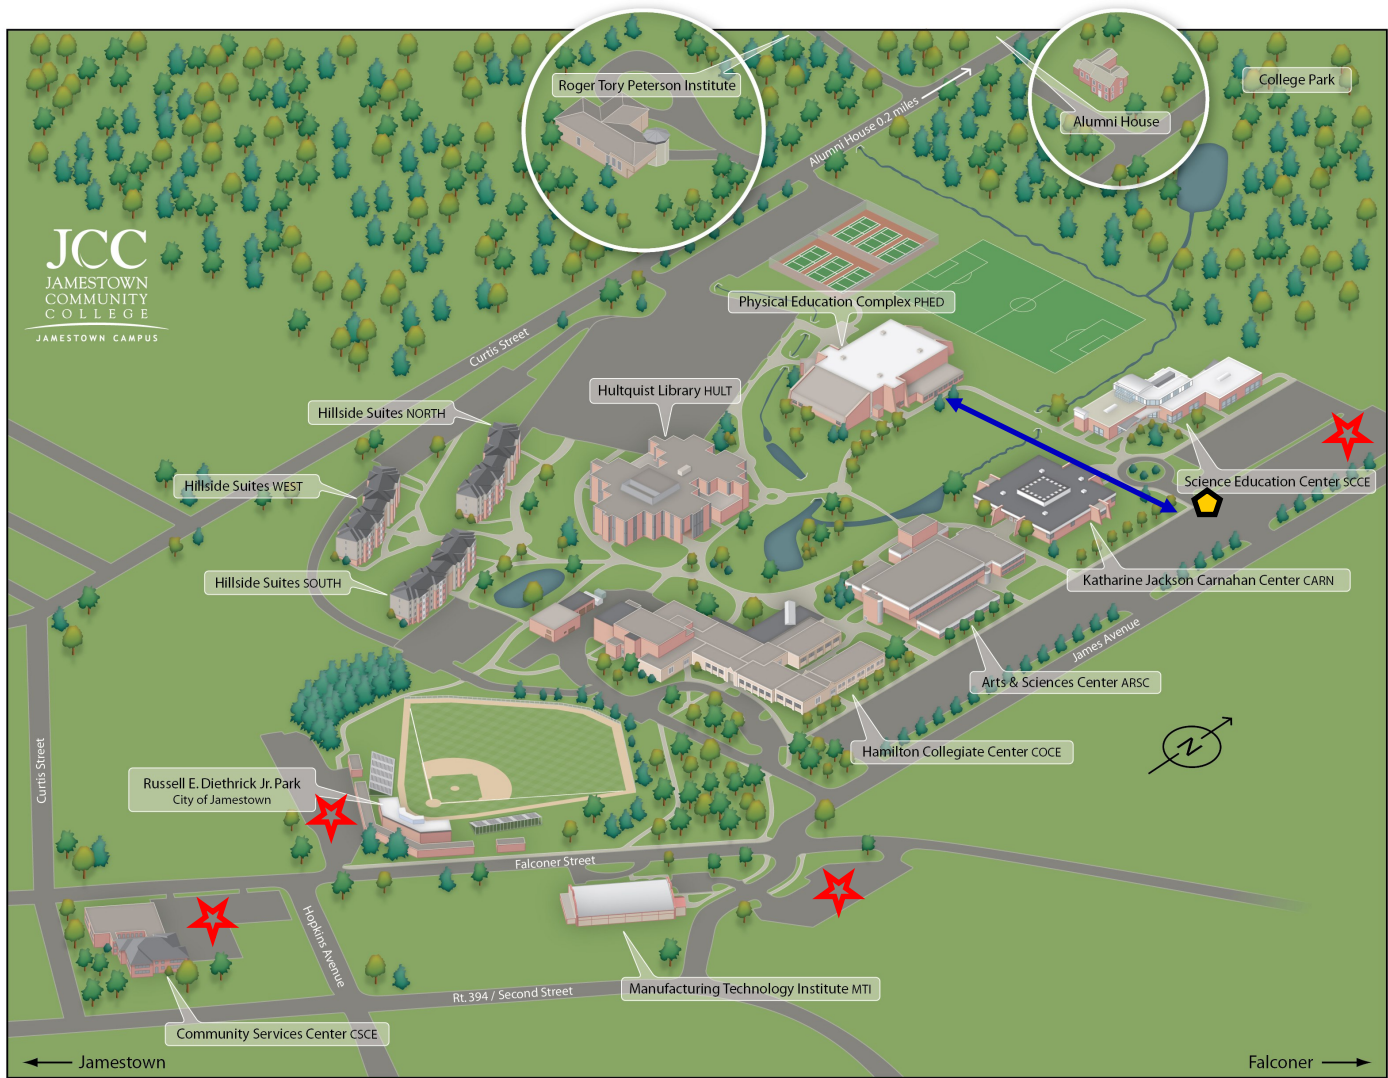 Roger Tory Peterson Institute
College Park
Alumni House
Alumni House 0.2 miles
JCC
JAMESTOWN
COMMUNITY
COLLEGE
JAMESTOWN CAMPUS
Physical Education Complex PHED
Curtis Street
Hultquist Library HULT
Hillside Suites NORTH
Hillside Suites WEST
Science Education Center SCCE
Hillside Suites SOUTH
Katharine Jackson Carnahan Center CARN
James Avenue
Arts & Sciences Center ARSC
N
Hamilton Collegiate Center COCE
Curtis Street
Russell E. Diethrick Jr. Park
City of Jamestown
Falconer Street
Hopkins Avenue
Manufacturing Technology Institute MTI
Rt. 394 / Second Street
Community Services Center CSCE
Jamestown
Falconer